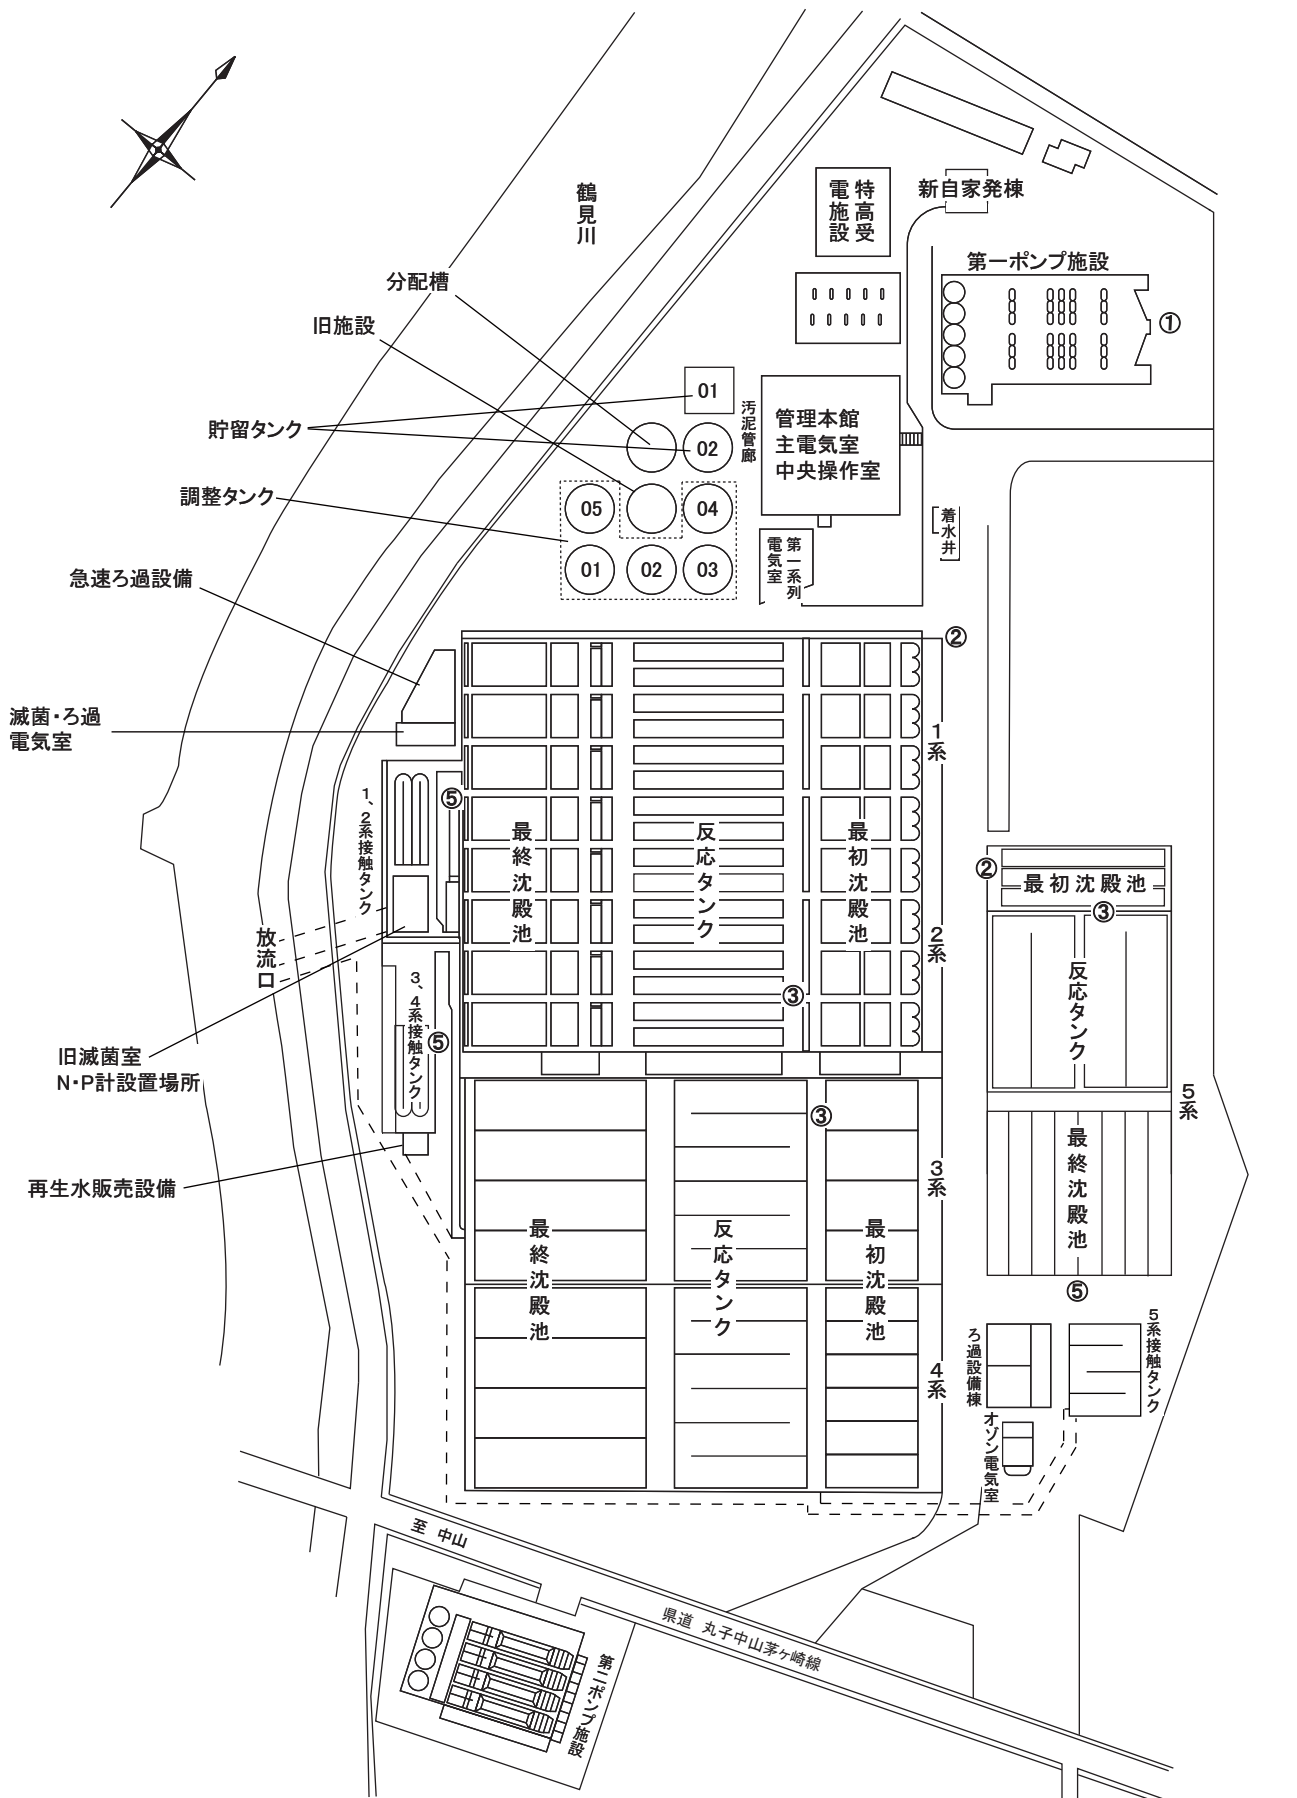 鶴見川
特高受
電施設
新自家発棟
第一ポンプ施設
①
分配槽
旧施設
貯留タンク
調整タンク
01
02
05
04
01
02
03
汚泥管廊
管理本館
主電気室
中央操作室
着水井
第一系列
電気室
急速ろ過設備
滅菌・ろ過
電気室
②
1系
1、2系接触タンク
⑤
最終沈殿池
反応タンク
最初沈殿池
2系
放流口
3、4系接触タンク
⑤
③
旧滅菌室
N・P計設置場所
再生水販売設備
②
最初沈殿池
③
反応タンク
5系
最終沈殿池
⑤
③
3系
最終沈殿池
反応タンク
最初沈殿池
4系
ろ過設備棟
5系接触タンク
オゾン電気室
至 中山
県道 丸子中山茅ケ崎線
第二ポンプ施設